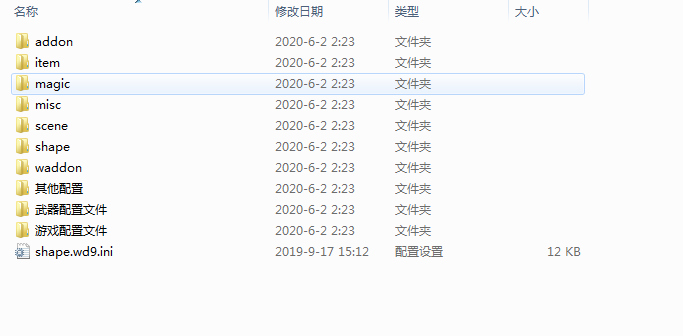 名称 修改日期 类型 大小
addon 2020-6-2 2:23 文件夹
item 2020-6-2 2:23 文件夹
magic 2020-6-2 2:23 文件夹
misc 2020-6-2 2:23 文件夹
scene 2020-6-2 2:23 文件夹
shape 2020-6-2 2:23 文件夹
waddon 2020-6-2 2:23 文件夹
其他配置 2020-6-2 2:23 文件夹
武器配置文件 2020-6-2 2:23 文件夹
游戏配置文件 2020-6-2 2:23 文件夹
shape.wd9.ini 2019-9-17 15:12 配置设置 12 KB